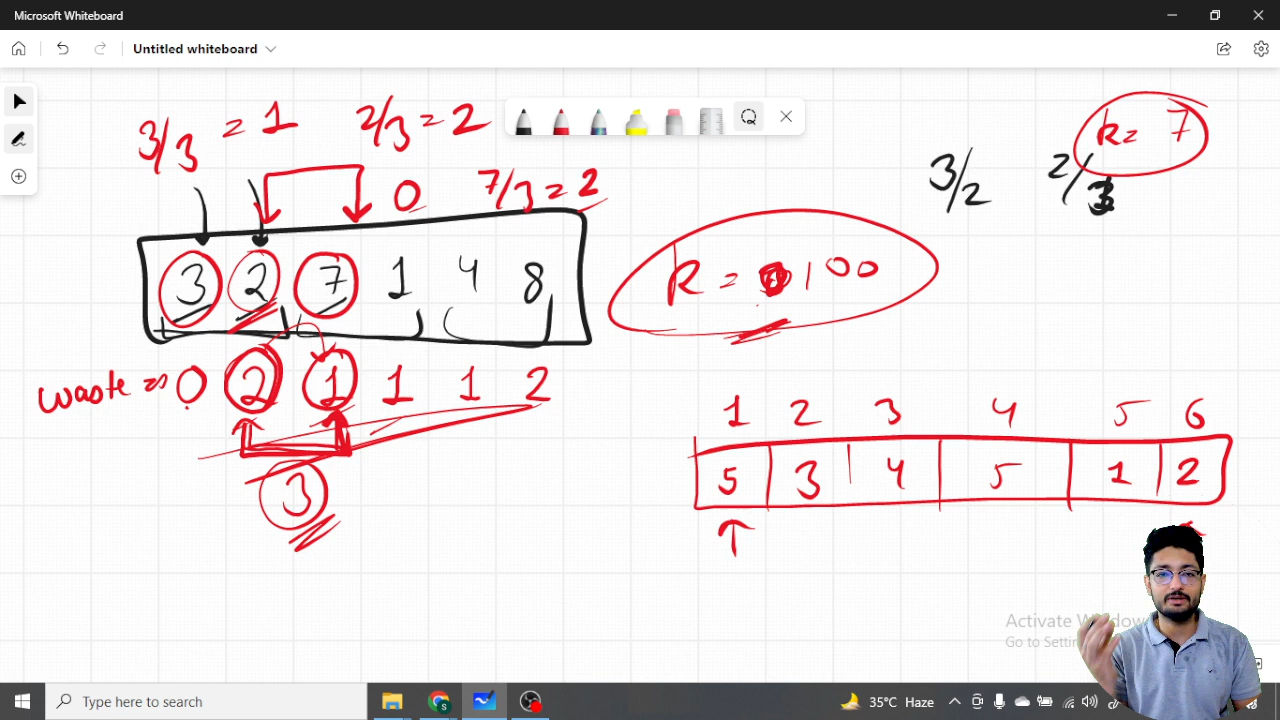 Microsoft Whiteboard
Untitled whiteboard
3/3 = 1 2/3 = 2 k = 7
0 7/3 = 2 3/2 2/3
3 2 7 1 4 8 k = 100
waste = 0 2 1 1 1 2
1 2 3 4 5 6
5 3 4 5 1 2
3
Activate Window
Go to Settin
Type here to search 35°C Haze